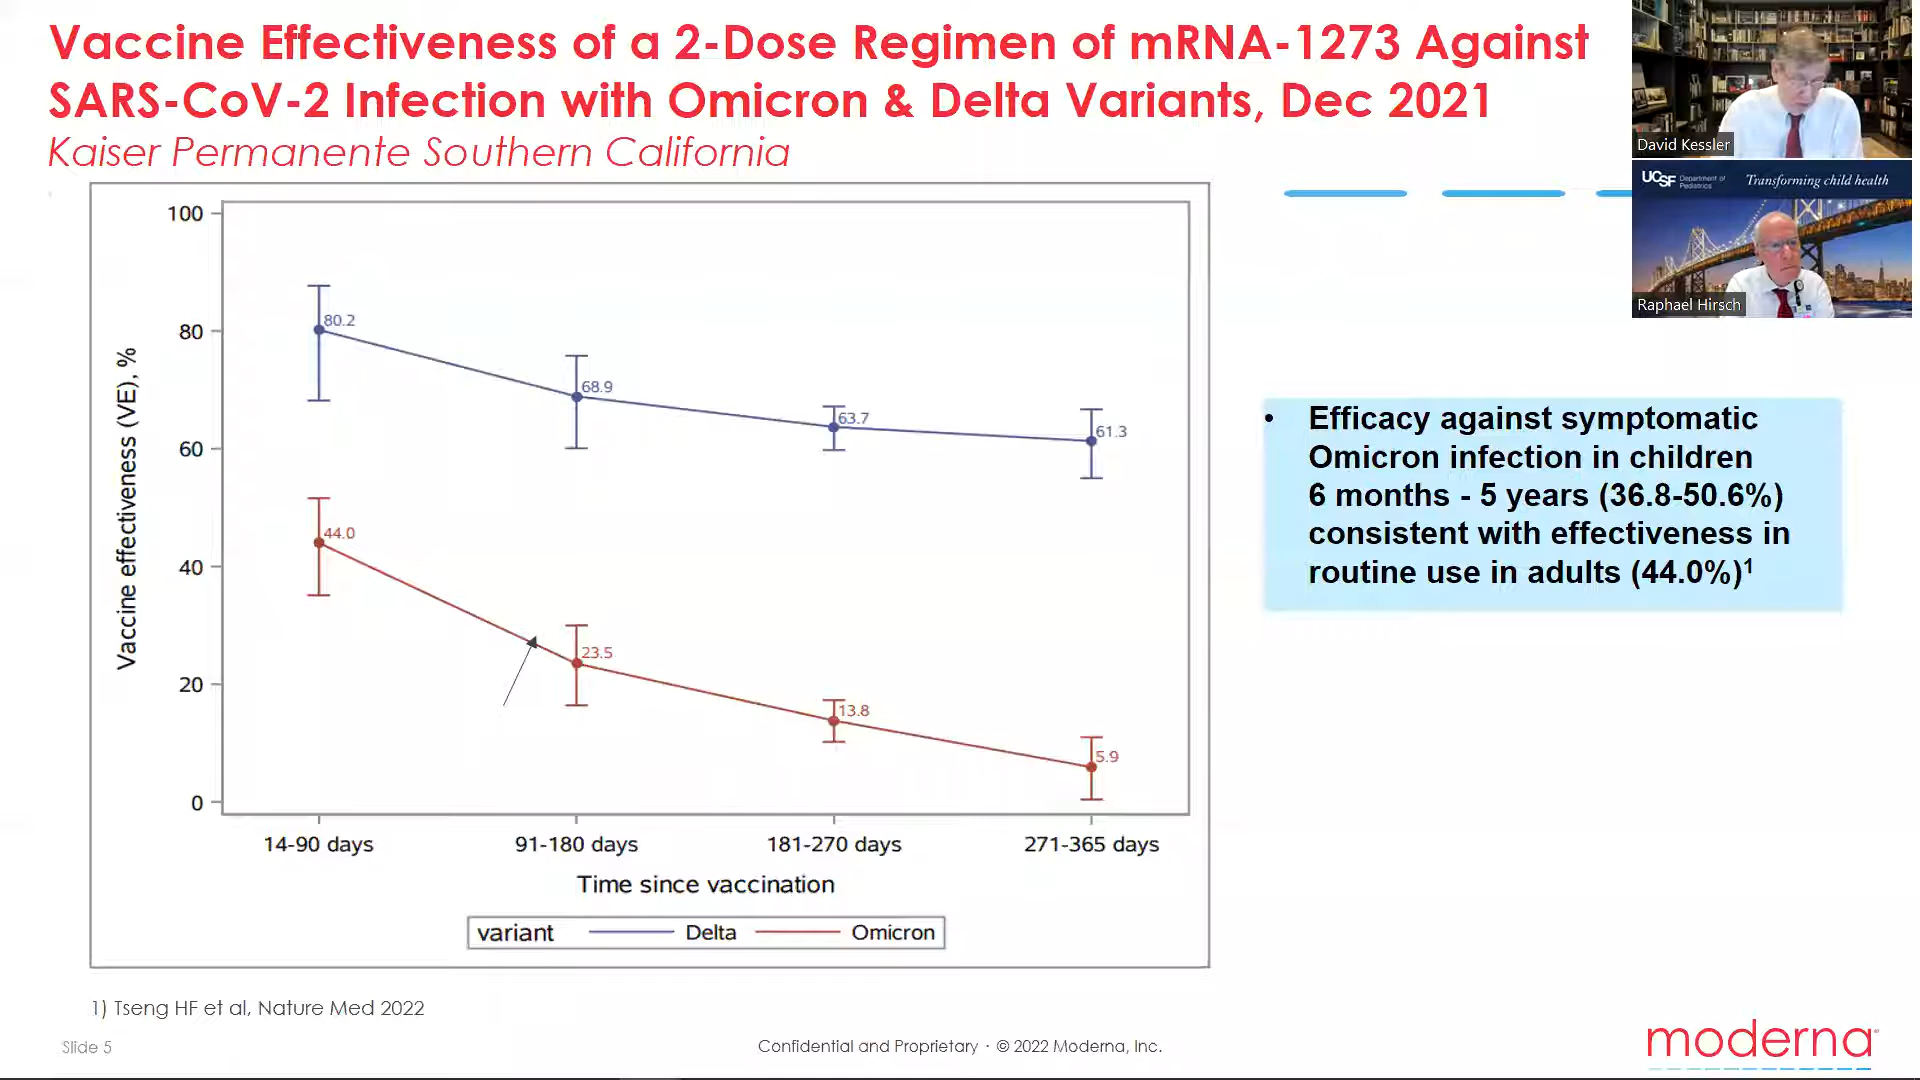 Vaccine Effectiveness of a 2-Dose Regimen of mRNA-1273 Against
SARS-CoV-2 Infection with Omicron & Delta Variants, Dec 2021
Kaiser Permanente Southern California
David Kessler
UCSF Department of
Pediatrics
Transforming child health
Raphael Hirsch
Vaccine effectiveness (VE), %
100
80
60
40
20
0
80.2
68.9
63.7
61.3
44.0
23.5
13.8
5.9
14-90 days
91-180 days
181-270 days
271-365 days
Time since vaccination
variant Delta Omicron
• Efficacy against symptomatic
Omicron infection in children
6 months - 5 years (36.8-50.6%)
consistent with effectiveness in
routine use in adults (44.0%)¹
1) Tseng HF et al, Nature Med 2022
Slide 5
Confidential and Proprietary · © 2022 Moderna, Inc.
moderna